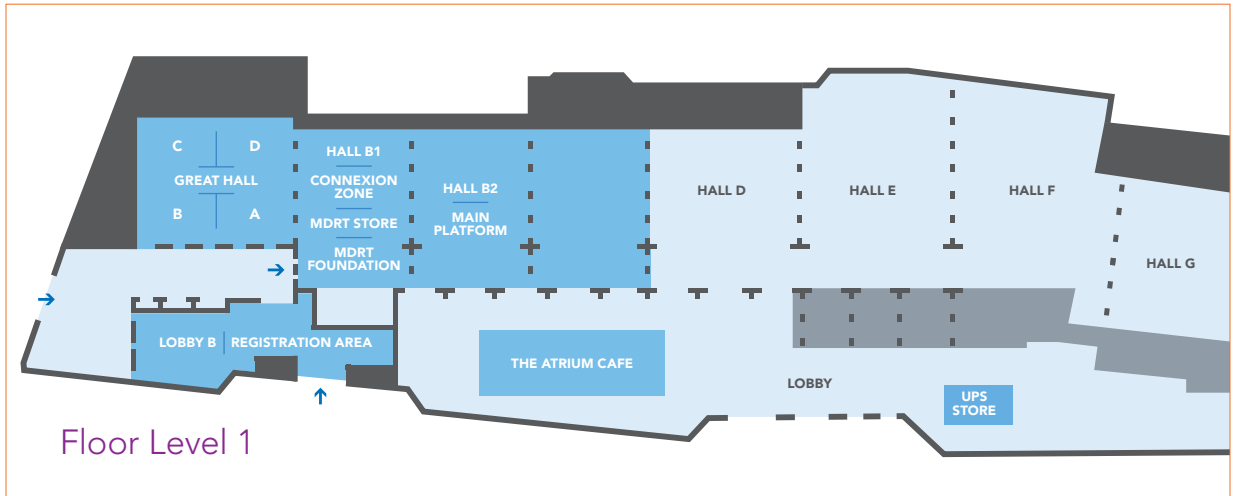 C
D
GREAT HALL
B
A
HALL B1
CONNEXION
ZONE
MDRT STORE
MDRT
FOUNDATION
HALL B2
MAIN
PLATFORM
HALL D
HALL E
HALL F
HALL G
LOBBY B
REGISTRATION AREA
THE ATRIUM CAFE
LOBBY
UPS
STORE
Floor Level 1